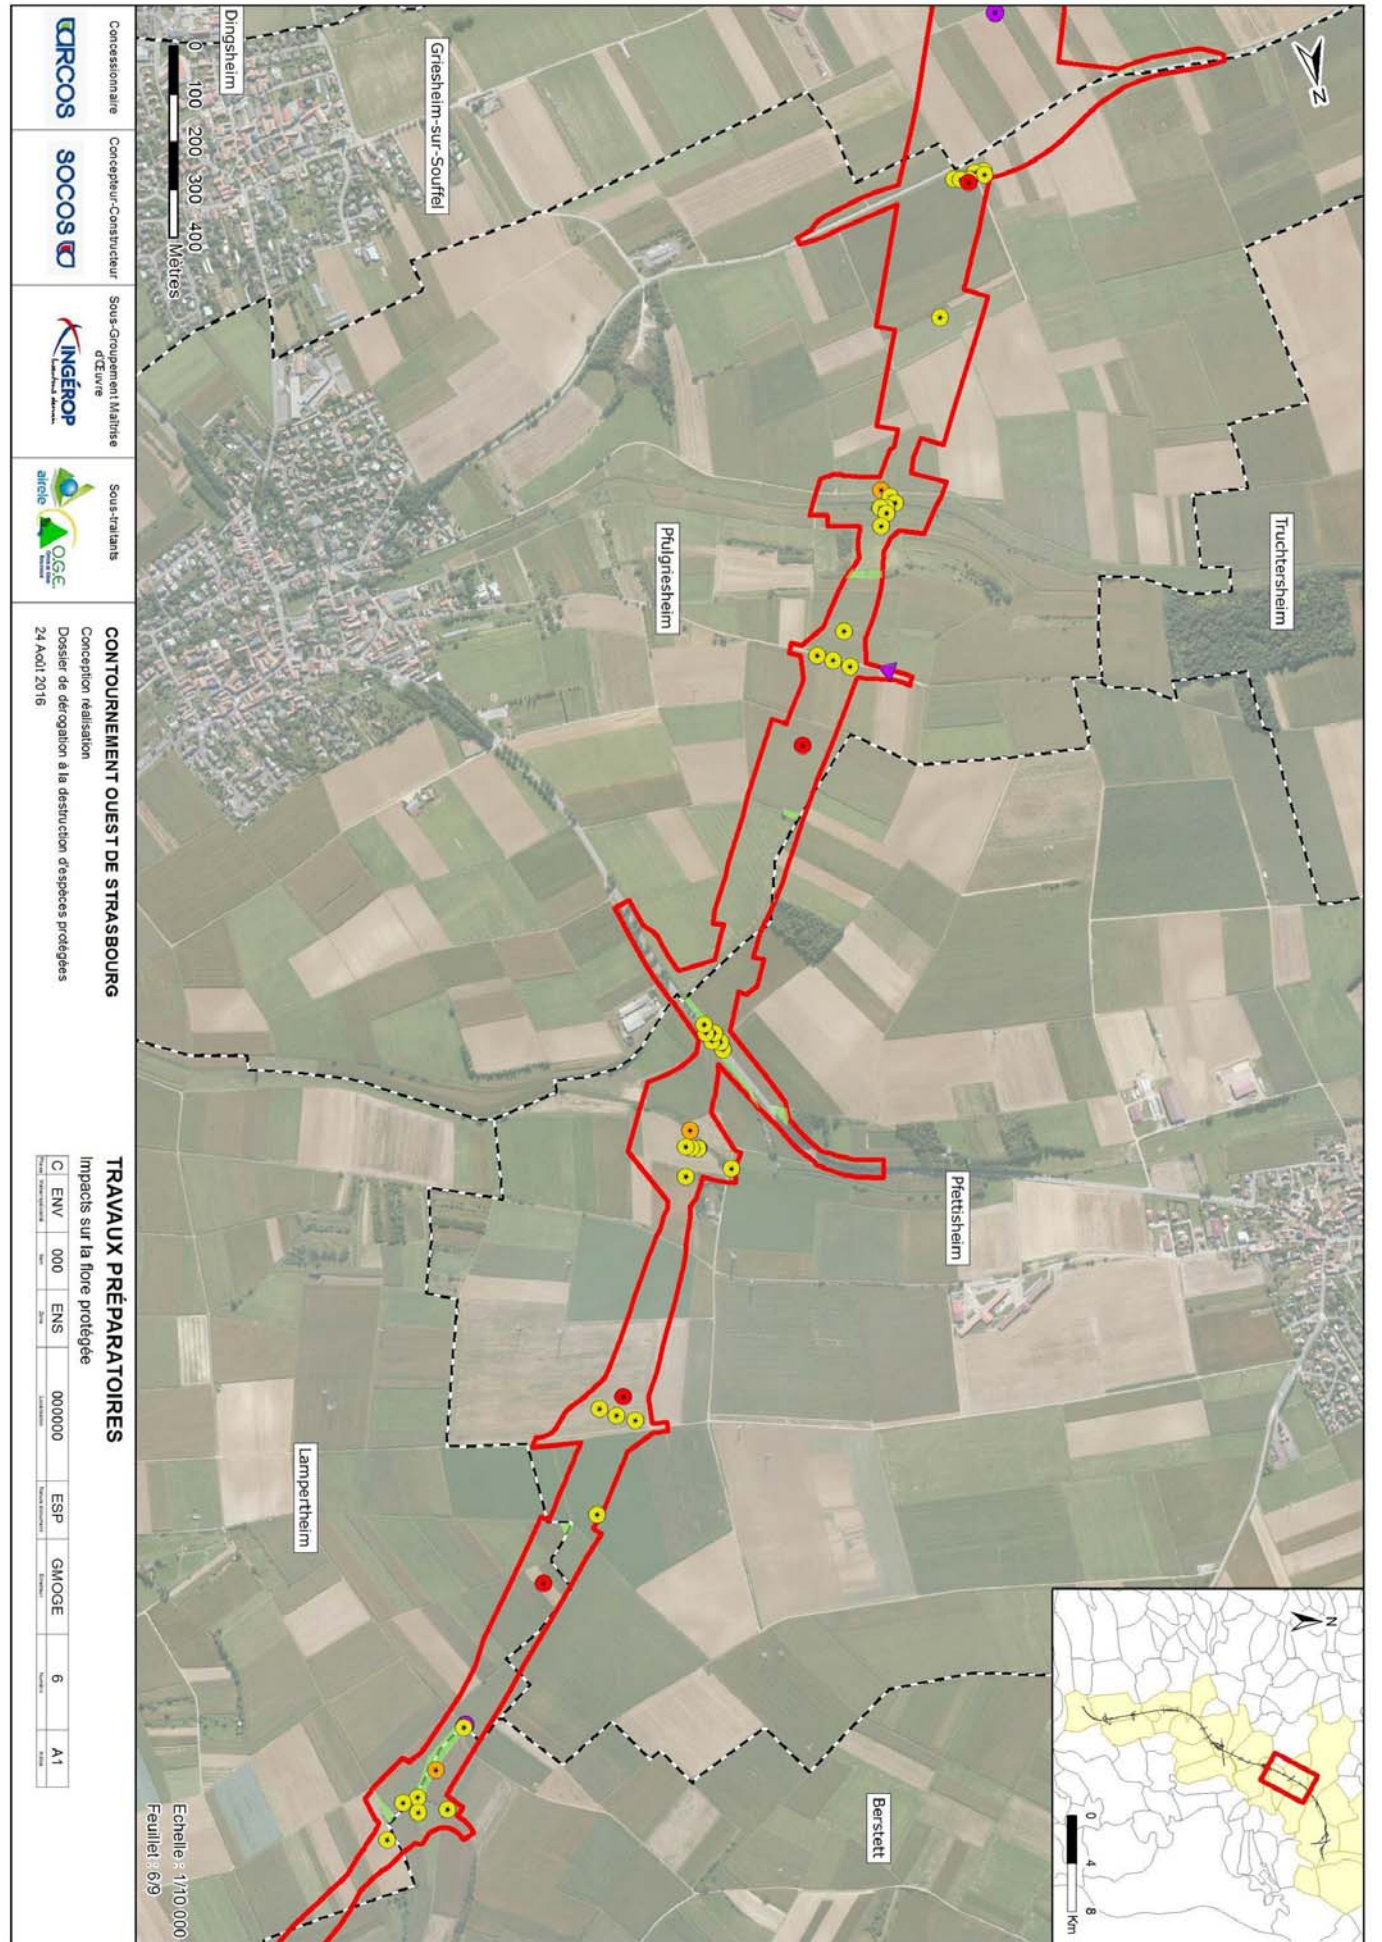 Dingsheim
Griesheim-sur-Souffel
Pfulgriesheim
Truchtersheim
Pfettisheim
Lampertheim
Berstett
N
0 100 200 300 400
Mètres
N
0 4 8
Km
Echelle : 1/10 000
Feuillet : 6/9
Concessionnaire
ARCOS
Concepteur-Constructeur
SOCOS
Sous-Groupement Maîtrise
d'Œuvre
INGÉROP
Sous-traitants
airele
O.G.E.
CONTOURNEMENT OUEST DE STRASBOURG
Conception réalisation
Dossier de dérogation à la destruction d'espèces protégées
24 Août 2016
TRAVAUX PRÉPARATOIRES
Impacts sur la flore protégée
C ENV 000 ENS 000000 ESP GMOGE 6 A1